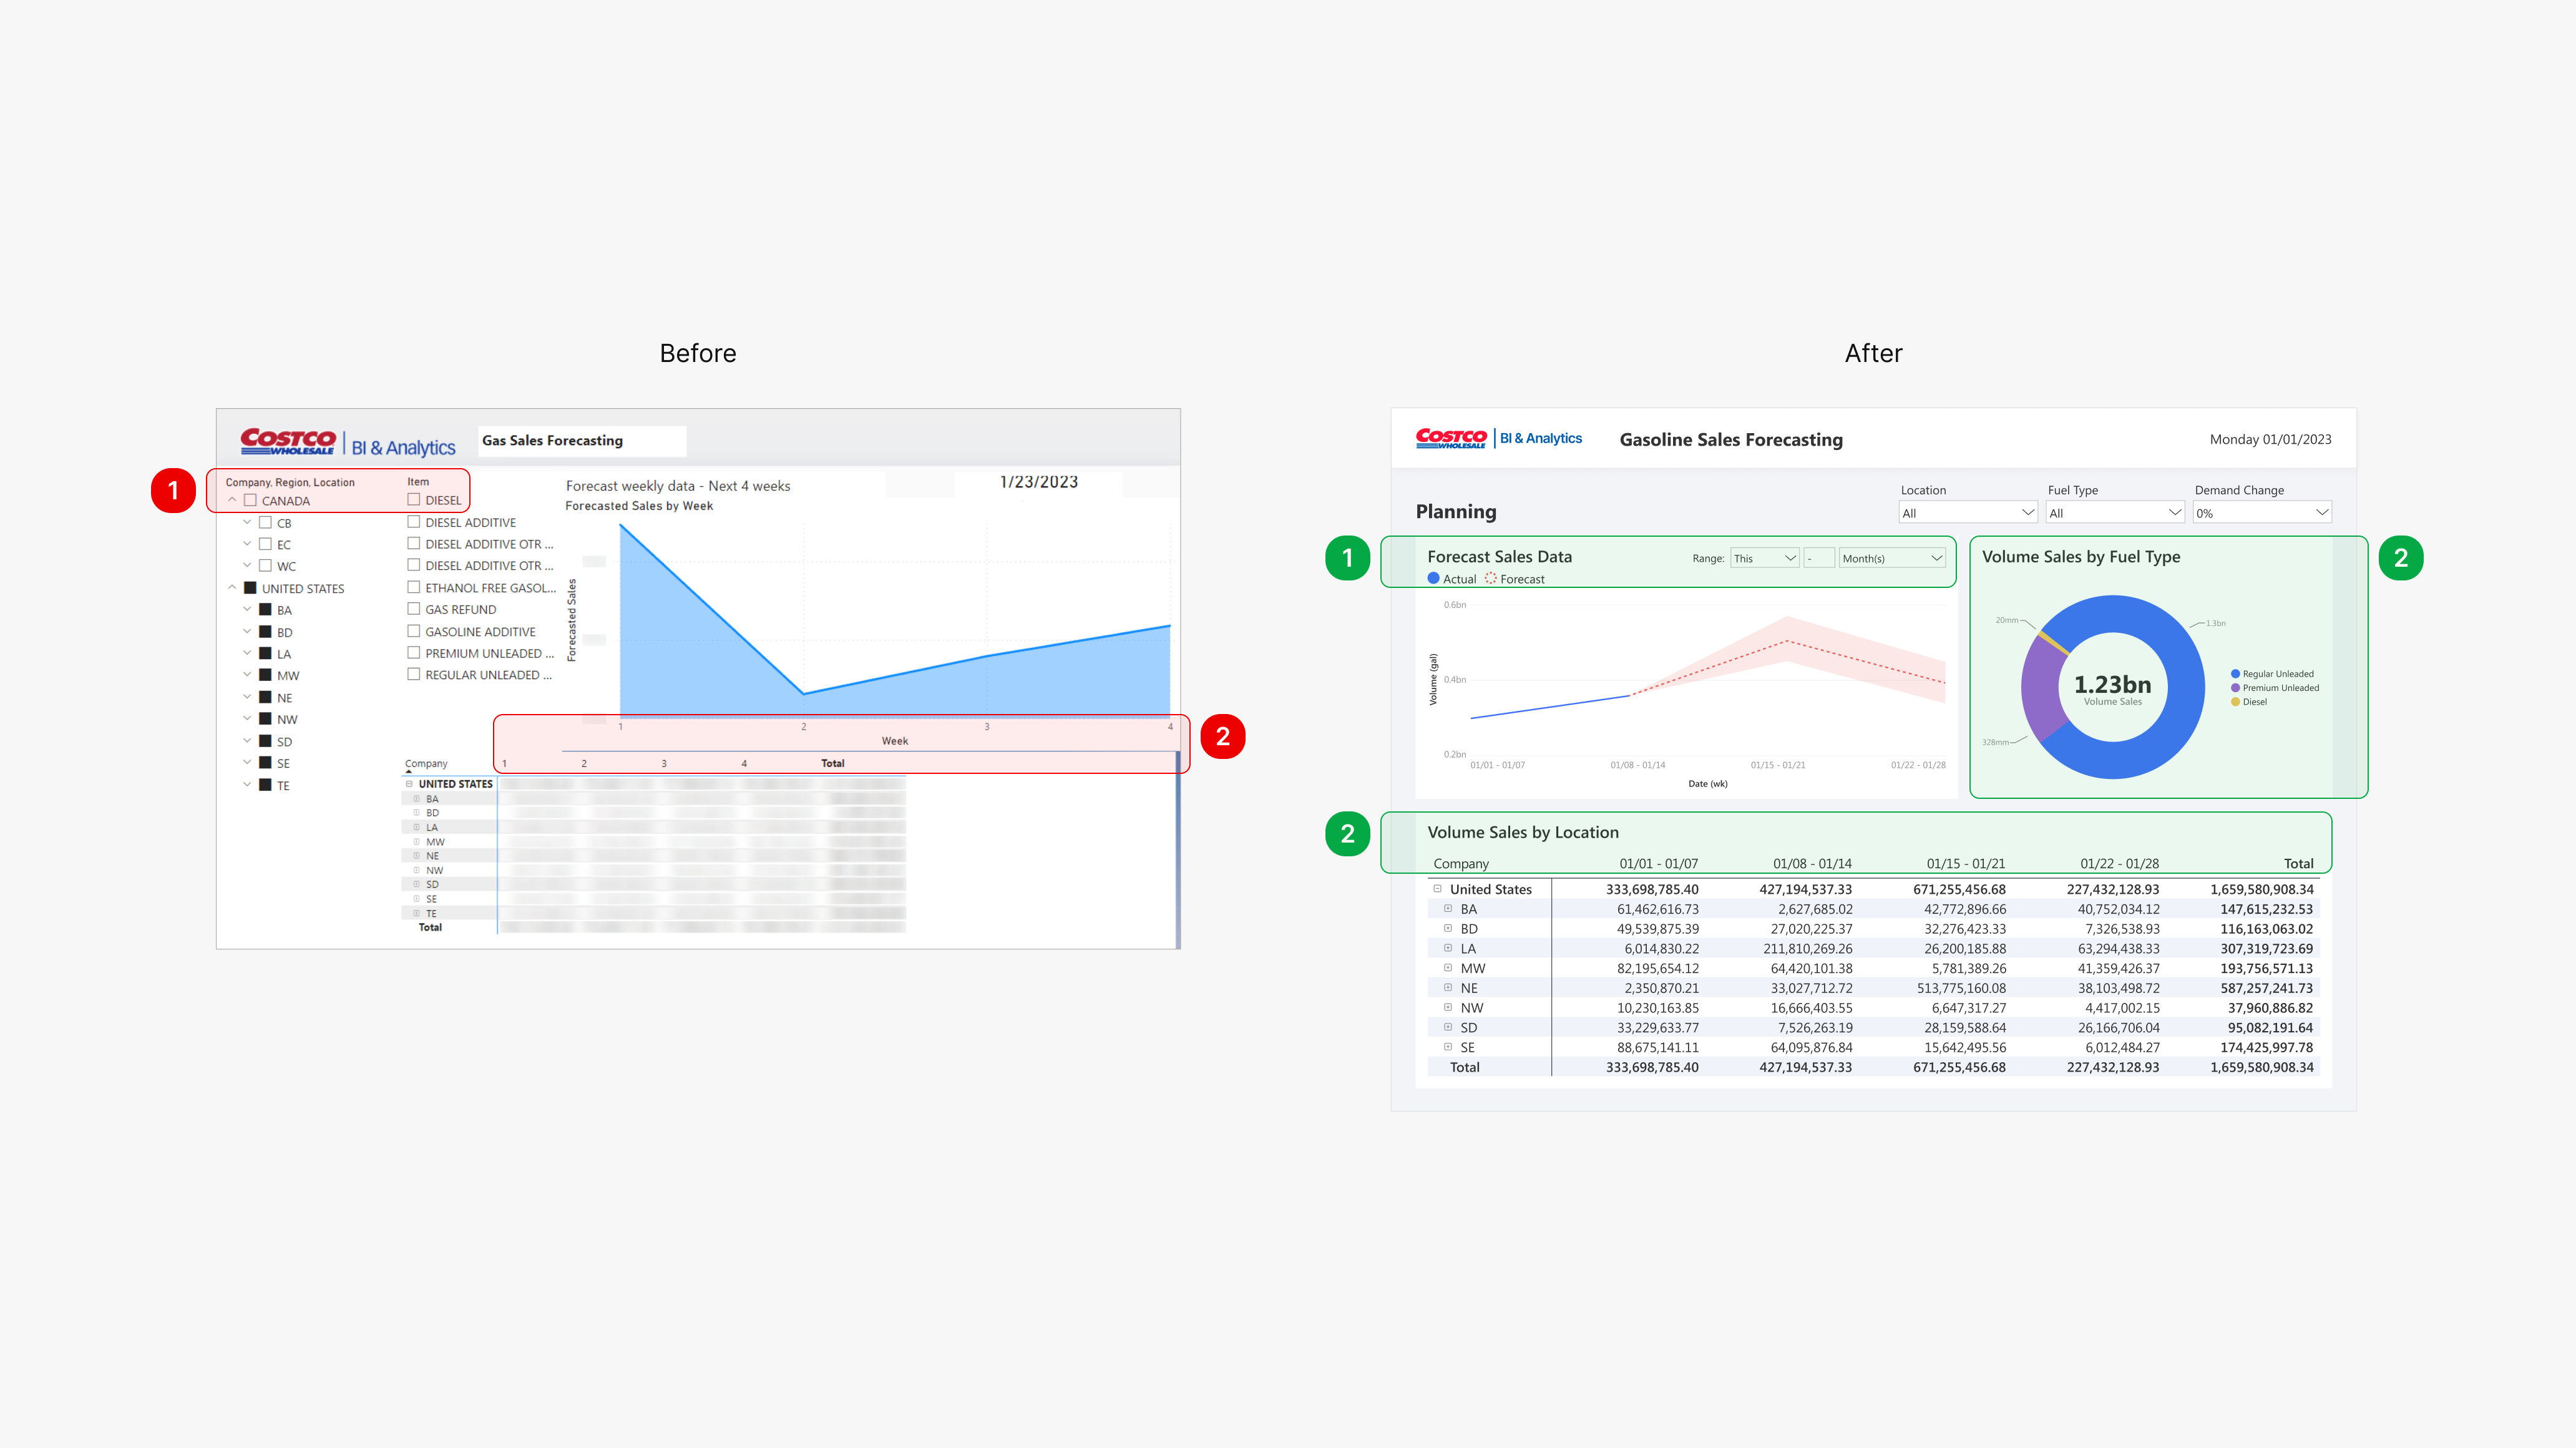 Before
COSTCO WHOLESALE BI & Analytics
Gas Sales Forecasting
1
Company, Region, Location
CANADA
CB
EC
WC
UNITED STATES
BA
BD
LA
MW
NE
NW
SD
SE
TE
Item
DIESEL
DIESEL ADDITIVE
DIESEL ADDITIVE OTR ...
DIESEL ADDITIVE OTR ...
ETHANOL FREE GASOL...
GAS REFUND
GASOLINE ADDITIVE
PREMIUM UNLEADED ...
REGULAR UNLEADED ...
Forecast weekly data - Next 4 weeks
1/23/2023
Forecasted Sales by Week
Forecasted Sales
1 2 3 4
Week
2
Company 1 2 3 4 Total
UNITED STATES
BA
BD
LA
MW
NE
NW
SD
SE
TE
Total
After
COSTCO WHOLESALE BI & Analytics
Gasoline Sales Forecasting
Monday 01/01/2023
Planning
Location
All
Fuel Type
All
Demand Change
0%
1
Forecast Sales Data
Range: This - Month(s)
Actual Forecast
0.6bn
0.4bn
0.2bn
Volume (gal)
01/01 - 01/07 01/08 - 01/14 01/15 - 01/21 01/22 - 01/28
Date (wk)
2
Volume Sales by Fuel Type
20mm
1.3bn
328mm
1.23bn
Volume Sales
Regular Unleaded
Premium Unleaded
Diesel
2
Volume Sales by Location
Company 01/01 - 01/07 01/08 - 01/14 01/15 - 01/21 01/22 - 01/28 Total
United States 333,698,785.40 427,194,537.33 671,255,456.68 227,432,128.93 1,659,580,908.34
BA 61,462,616.73 2,627,685.02 42,772,896.66 40,752,034.12 147,615,232.53
BD 49,539,875.39 27,020,225.37 32,276,423.33 7,326,538.93 116,163,063.02
LA 6,014,830.22 211,810,269.26 26,200,185.88 63,294,438.33 307,319,723.69
MW 82,195,654.12 64,420,101.38 5,781,389.26 41,359,426.37 193,756,571.13
NE 2,350,870.21 33,027,712.72 513,775,160.08 38,103,498.72 587,257,241.73
NW 10,230,163.85 16,666,403.55 6,647,317.27 4,417,002.15 37,960,886.82
SD 33,229,633.77 7,526,263.19 28,159,588.64 26,166,706.04 95,082,191.64
SE 88,675,141.11 64,095,876.84 15,642,495.56 6,012,484.27 174,425,997.78
Total 333,698,785.40 427,194,537.33 671,255,456.68 227,432,128.93 1,659,580,908.34